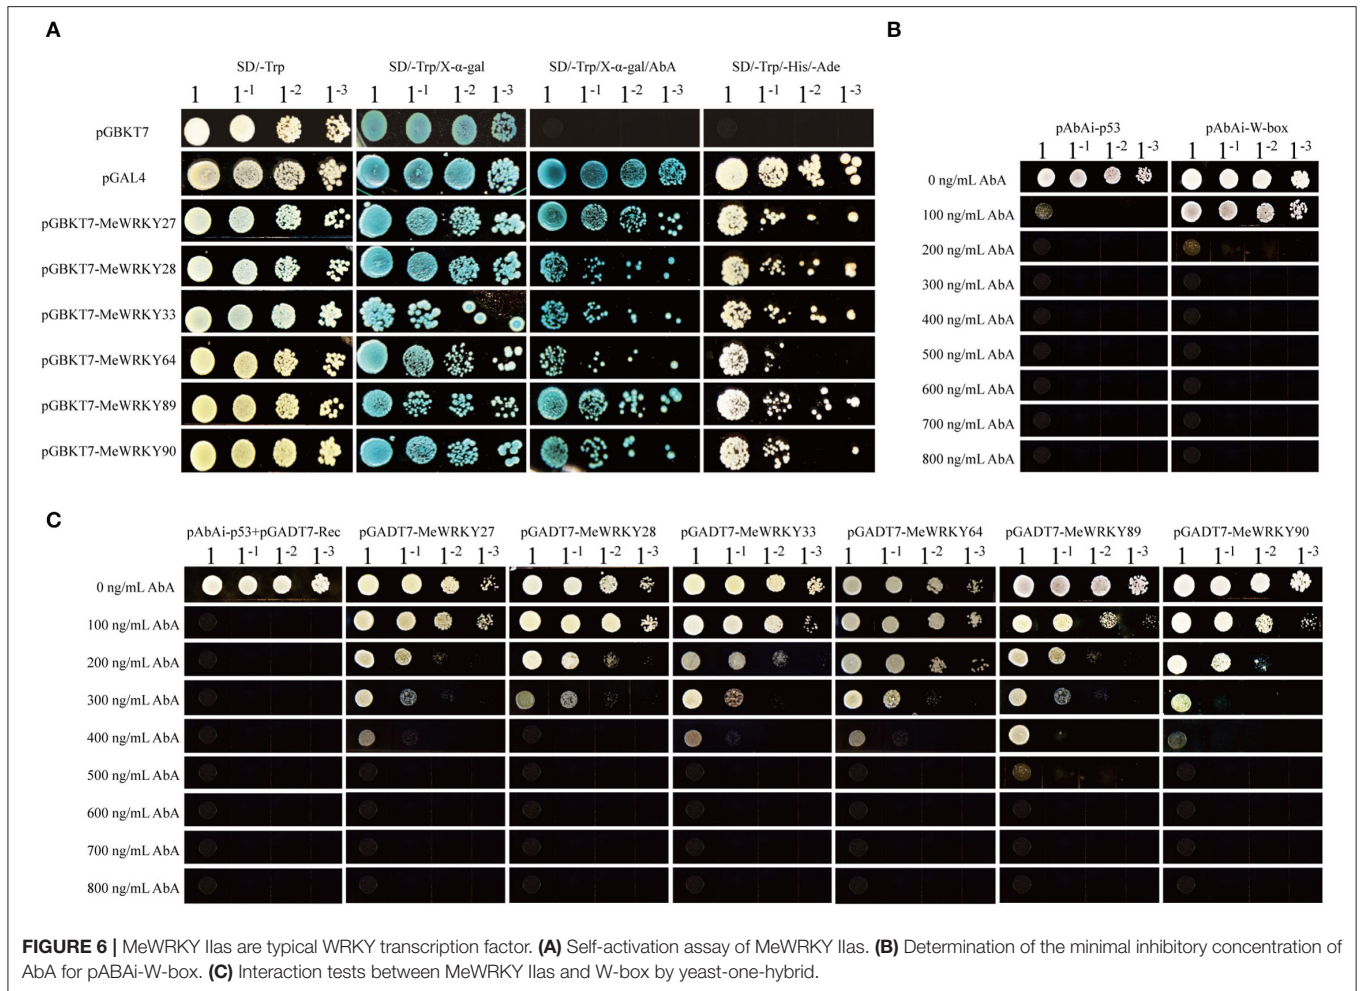 A
SD/-Trp SD/-Trp/X-α-gal SD/-Trp/X-α-gal/AbA SD/-Trp/-His/-Ade
1 1⁻¹ 1⁻² 1⁻³ 1 1⁻¹ 1⁻² 1⁻³ 1 1⁻¹ 1⁻² 1⁻³ 1 1⁻¹ 1⁻² 1⁻³
pGBKT7
pGAL4
pGBKT7-MeWRKY27
pGBKT7-MeWRKY28
pGBKT7-MeWRKY33
pGBKT7-MeWRKY64
pGBKT7-MeWRKY89
pGBKT7-MeWRKY90
B
pAbAi-p53 pAbAi-W-box
1 1⁻¹ 1⁻² 1⁻³ 1 1⁻¹ 1⁻² 1⁻³
0 ng/mL AbA
100 ng/mL AbA
200 ng/mL AbA
300 ng/mL AbA
400 ng/mL AbA
500 ng/mL AbA
600 ng/mL AbA
700 ng/mL AbA
800 ng/mL AbA
C
pAbAi-p53+pGADT7-Rec pGADT7-MeWRKY27 pGADT7-MeWRKY28 pGADT7-MeWRKY33 pGADT7-MeWRKY64 pGADT7-MeWRKY89 pGADT7-MeWRKY90
1 1⁻¹ 1⁻² 1⁻³ 1 1⁻¹ 1⁻² 1⁻³ 1 1⁻¹ 1⁻² 1⁻³ 1 1⁻¹ 1⁻² 1⁻³ 1 1⁻¹ 1⁻² 1⁻³ 1 1⁻¹ 1⁻² 1⁻³ 1 1⁻¹ 1⁻² 1⁻³
0 ng/mL AbA
100 ng/mL AbA
200 ng/mL AbA
300 ng/mL AbA
400 ng/mL AbA
500 ng/mL AbA
600 ng/mL AbA
700 ng/mL AbA
800 ng/mL AbA
FIGURE 6 | MeWRKY IIas are typical WRKY transcription factor. (A) Self-activation assay of MeWRKY IIas. (B) Determination of the minimal inhibitory concentration of
AbA for pABAi-W-box. (C) Interaction tests between MeWRKY IIas and W-box by yeast-one-hybrid.